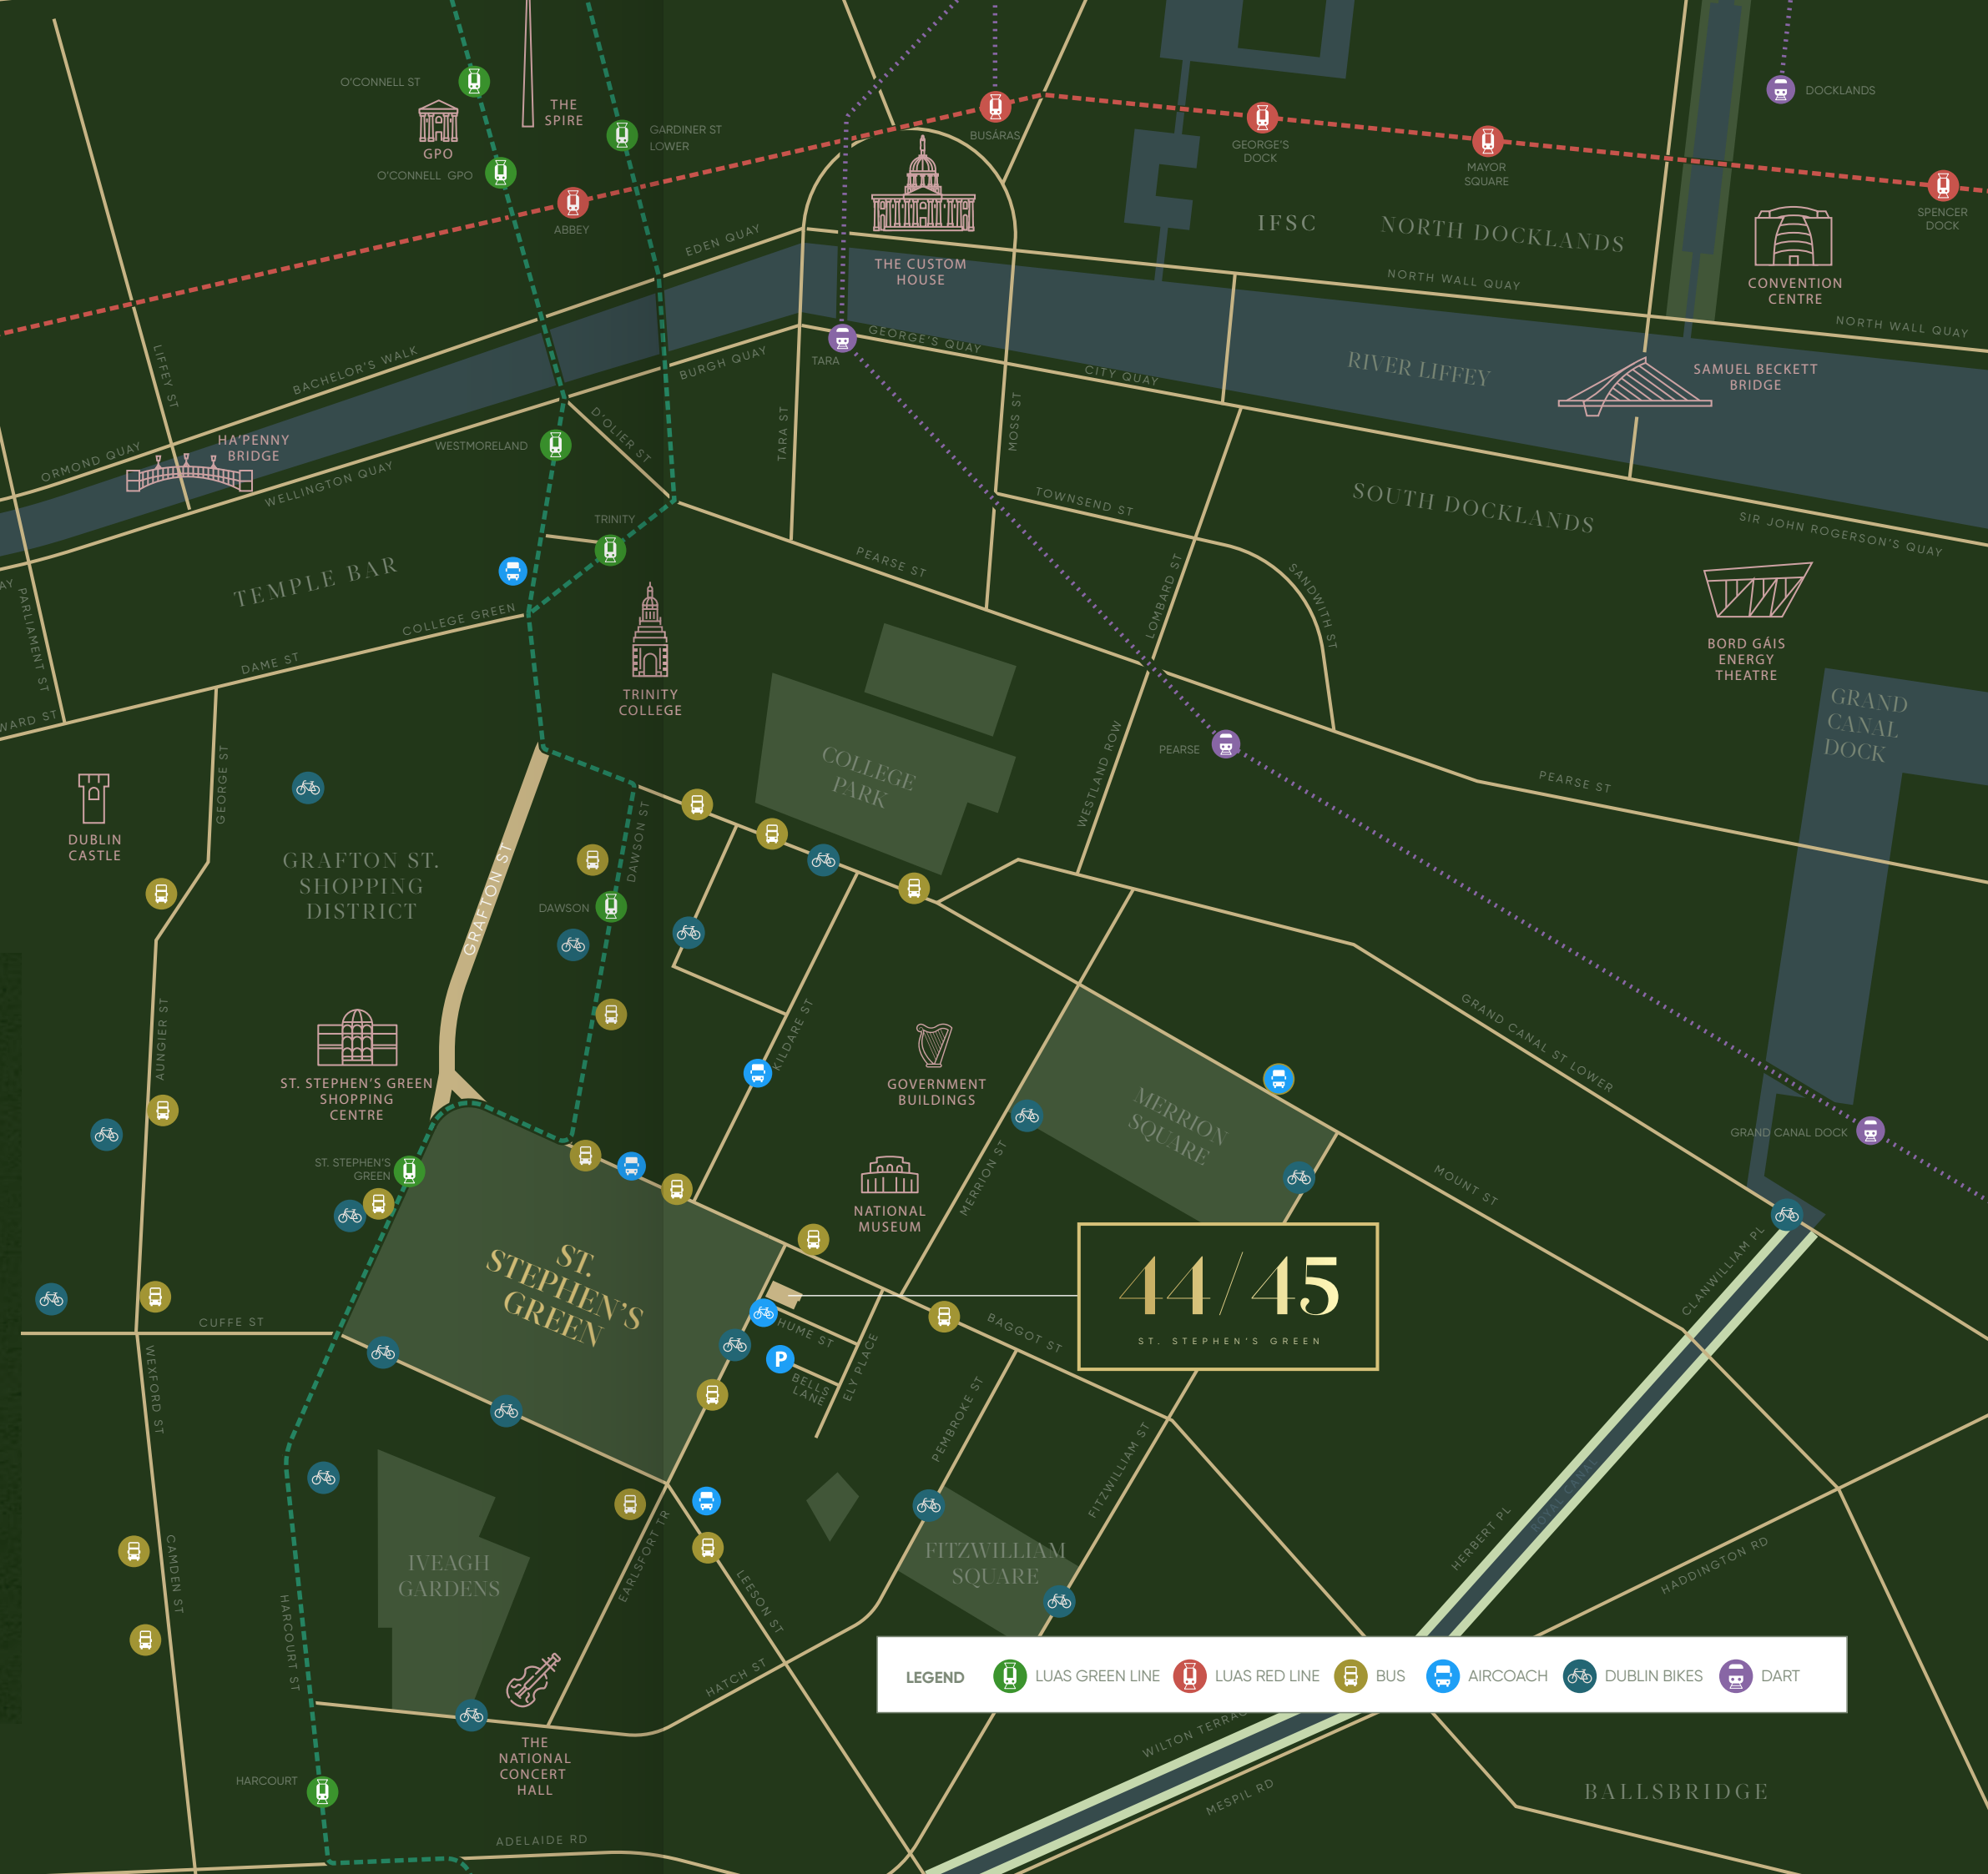 O'CONNELL ST
THE
SPIRE
GPO
O'CONNELL GPO
GARDINER ST
LOWER
ABBEY
BUSÁRAS
GEORGE'S
DOCK
MAYOR
SQUARE
DOCKLANDS
SPENCER
DOCK
IFSC
NORTH DOCKLANDS
CONVENTION
CENTRE
THE CUSTOM
HOUSE
EDEN QUAY
NORTH WALL QUAY
NORTH WALL QUAY
LIFFEY ST
BACHELOR'S WALK
BURGH QUAY
TARA
GEORGE'S QUAY
CITY QUAY
RIVER LIFFEY
SAMUEL BECKETT
BRIDGE
ORMOND QUAY
HA'PENNY
BRIDGE
WELLINGTON QUAY
WESTMORELAND
D'OLIER ST
TARA ST
MOSS ST
TOWNSEND ST
SOUTH DOCKLANDS
SIR JOHN ROGERSON'S QUAY
TRINITY
TEMPLE BAR
PEARSE ST
LOMBARD ST
SANDWITH ST
AY
PARLIAMENT ST
COLLEGE GREEN
DAME ST
WARD ST
TRINITY
COLLEGE
BORD GÁIS
ENERGY
THEATRE
GRAND
CANAL
DOCK
COLLEGE
PARK
WESTLAND ROW
PEARSE
PEARSE ST
GEORGE ST
DUBLIN
CASTLE
GRAFTON ST.
SHOPPING
DISTRICT
GRAFTON ST
DAWSON ST
DAWSON
AUNGIER ST
ST. STEPHEN'S GREEN
SHOPPING
CENTRE
KILDARE ST
GOVERNMENT
BUILDINGS
MERRION
SQUARE
GRAND CANAL ST LOWER
GRAND CANAL DOCK
ST. STEPHEN'S
GREEN
NATIONAL
MUSEUM
MERRION ST
MOUNT ST
CLANWILLIAM PL
ST.
STEPHEN'S
GREEN
44/45
ST. STEPHEN'S GREEN
CUFFE ST
HUME ST
P
BELLS
LANE
ELY PLACE
BAGGOT ST
WEXFORD ST
PEMBROKE ST
FITZWILLIAM ST
HERBERT PL
ROYAL CANAL
HADDINGTON RD
CAMDEN ST
HARCOURT ST
IVEAGH
GARDENS
EARLSFORT TR
LEESON ST
FITZWILLIAM
SQUARE
HATCH ST
LEGEND
LUAS GREEN LINE
LUAS RED LINE
BUS
AIRCOACH
DUBLIN BIKES
DART
THE
NATIONAL
CONCERT
HALL
HARCOURT
WILTON TERRAC
MESPIL RD
BALLSBRIDGE
ADELAIDE RD